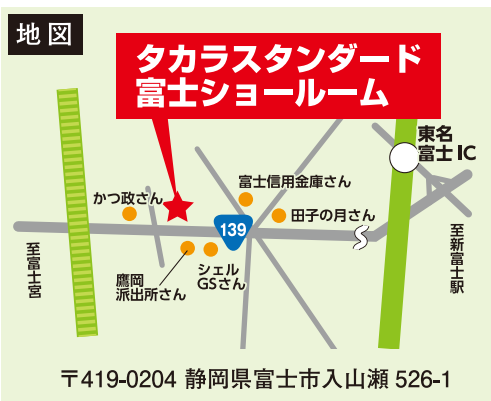 地図
タカラスタンダード
富士ショールーム
東名
富士IC
富士信用金庫さん
かつ政さん
田子の月さん
139
至富士宮
鷹岡
派出所さん
シェル
GSさん
至新富士駅
〒419-0204 静岡県富士市入山瀬 526-1